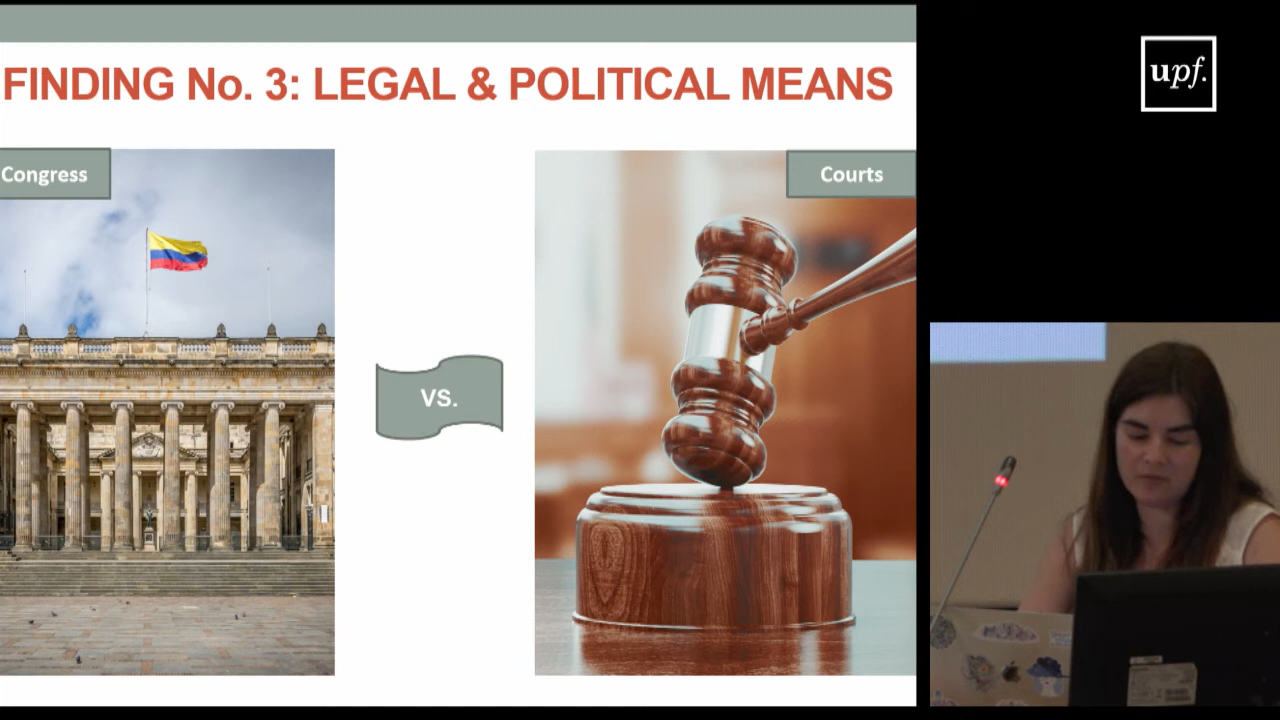 upf.
FINDING No. 3: LEGAL & POLITICAL MEANS
Congress
Courts
VS.